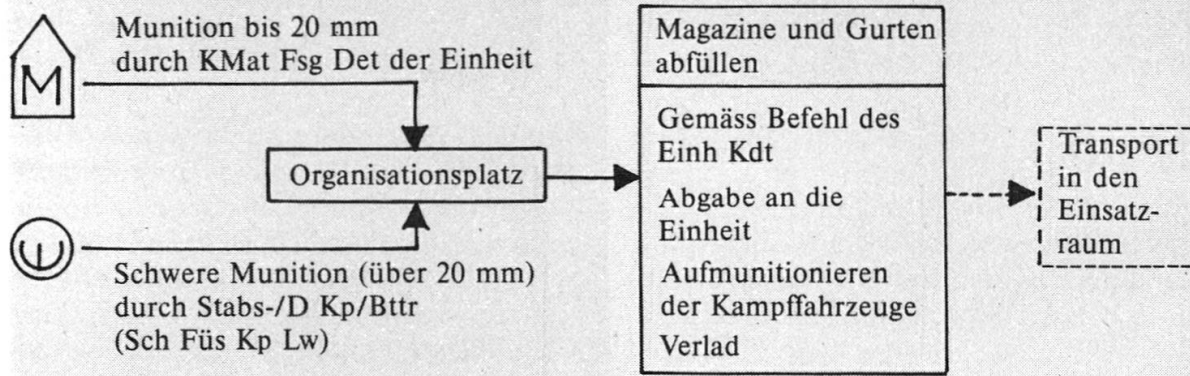 M
Munition bis 20 mm
durch KMat Fsg Det der Einheit
Organisationsplatz
Schwere Munition (über 20 mm)
durch Stabs-/D Kp/Bttr
(Sch Füs Kp Lw)
Magazine und Gurten
abfüllen
Gemäss Befehl des
Einh Kdt
Abgabe an die
Einheit
Aufmunitionieren
der Kampffahrzeuge
Verlad
Transport
in den
Einsatz-
raum